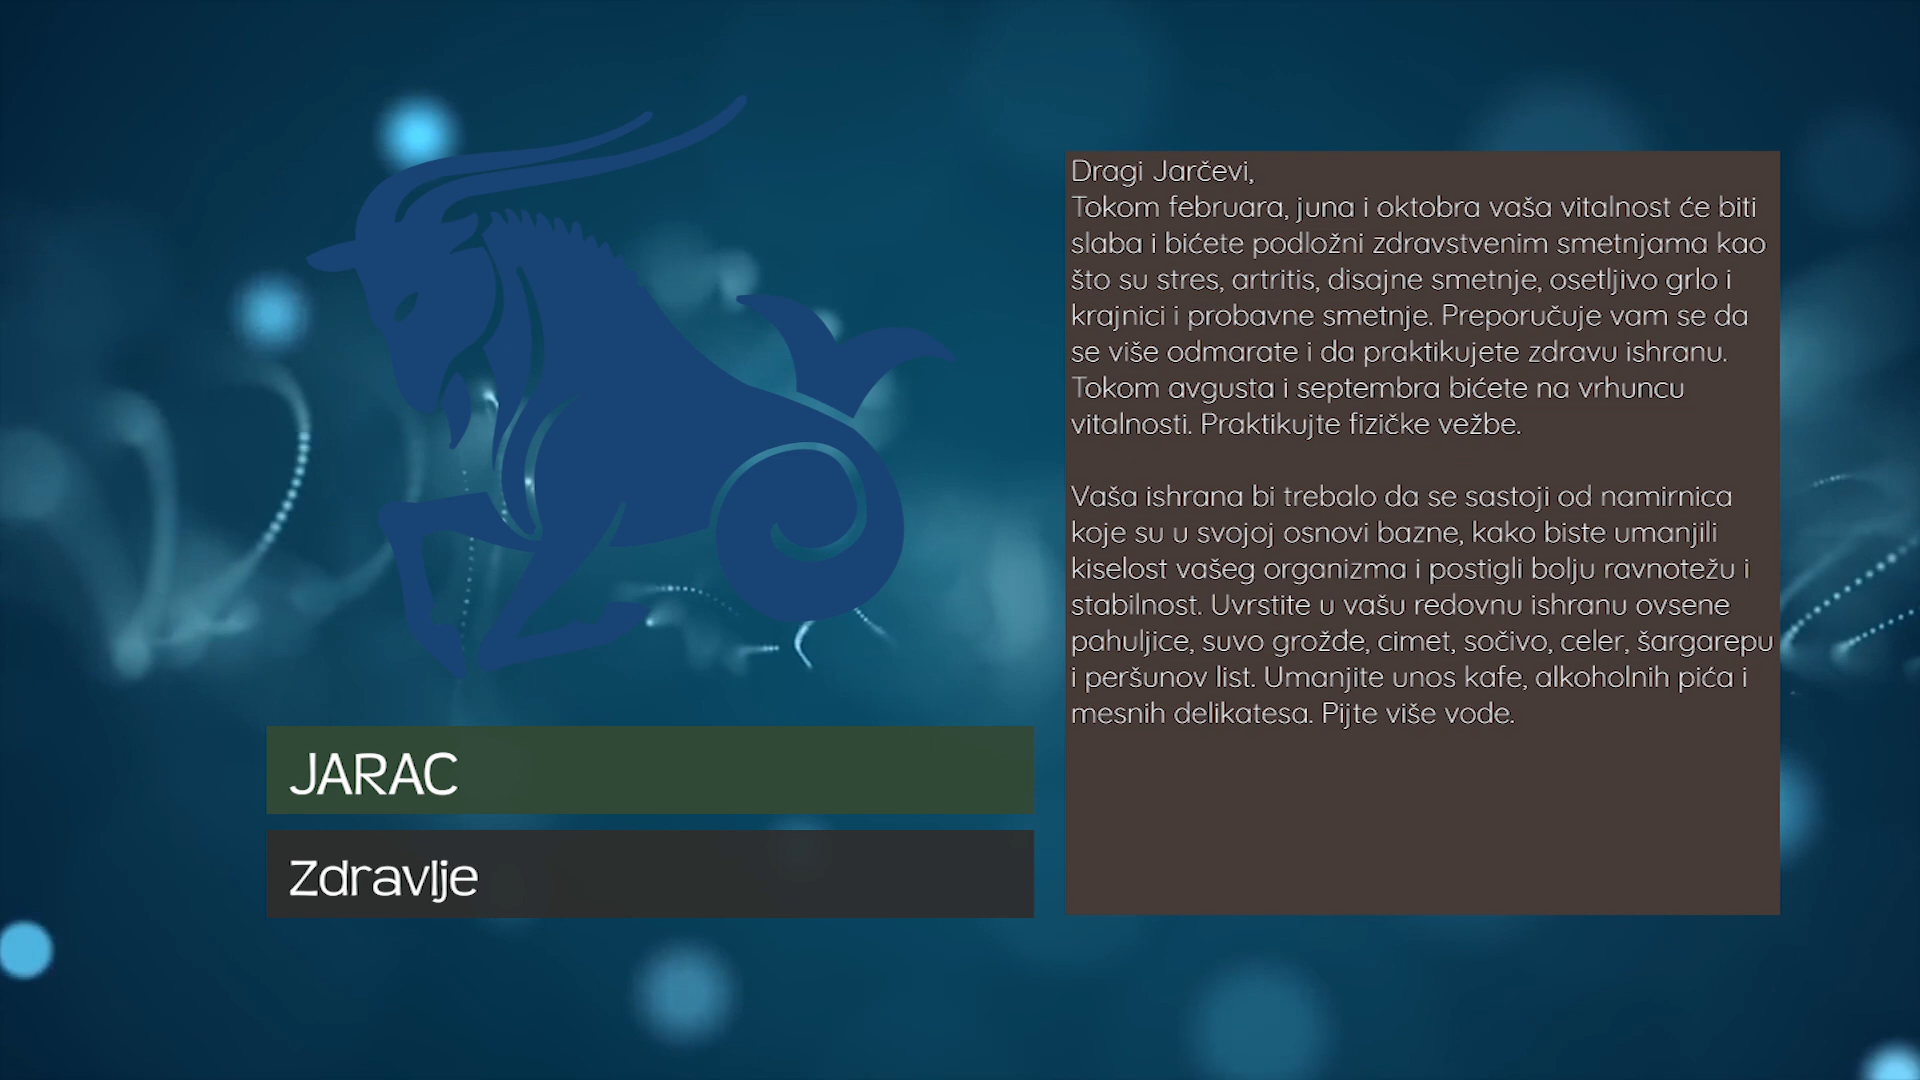 Dragi Jarčevi,
Tokom februara, juna i oktobra vaša vitalnost će biti
slaba i bićete podložni zdravstvenim smetnjama kao
što su stres, artritis, disajne smetnje, osetljivo grlo i
krajnici i probavne smetnje. Preporučuje vam se da
se više odmarate i da praktikujete zdravu ishranu.
Tokom avgusta i septembra bićete na vrhuncu
vitalnosti. Praktikujte fizičke vežbe.
Vaša ishrana bi trebalo da se sastoji od namirnica
koje su u svojoj osnovi bazne, kako biste umanjili
kiselost vašeg organizma i postigli bolju ravnotežu i
stabilnost. Uvrstite u vašu redovnu ishranu ovsene
pahuljice, suvo grožđe, cimet, sočivo, celer, šargarepu
i peršunov list. Umanjite unos kafe, alkoholnih pića i
mesnih delikatesa. Pijte više vode.
JARAC
Zdravlje